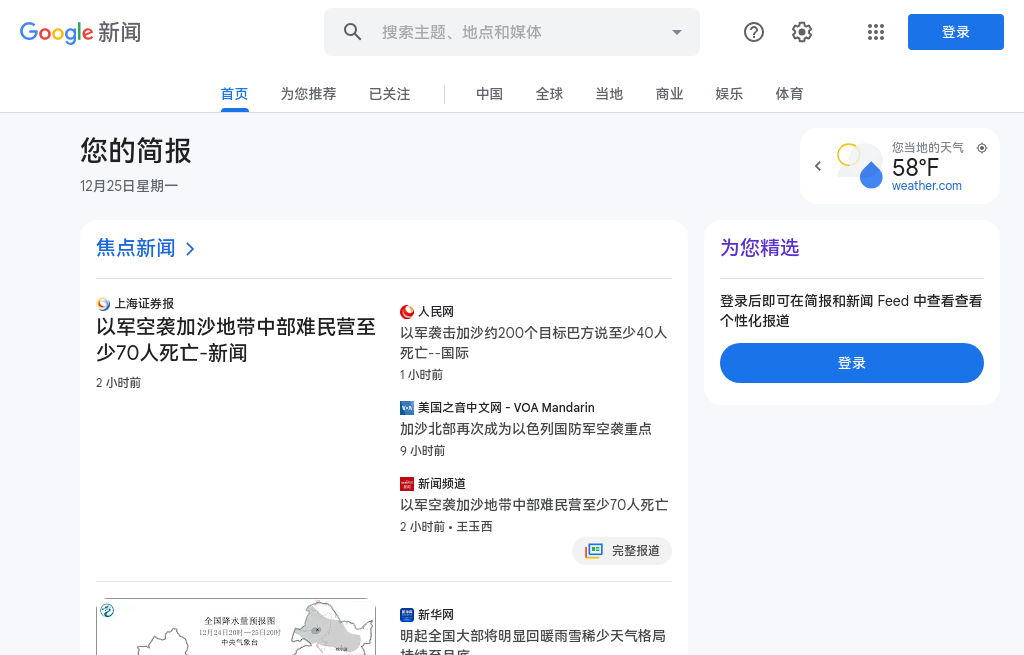 Google 新闻
搜索主题、地点和媒体
登录
首页
为您推荐
已关注
中国
全球
当地
商业
娱乐
体育
您的简报
12月25日星期一
您当地的天气
58°F
weather.com
焦点新闻
上海证券报
以军空袭加沙地带中部难民营至
少70人死亡-新闻
2 小时前
人民网
以军袭击加沙约200个目标巴方说至少40人
死亡--国际
1 小时前
美国之音中文网 - VOA Mandarin
加沙北部再次成为以色列国防军空袭重点
9 小时前
新闻频道
以军空袭加沙地带中部难民营至少70人死亡
2 小时前 • 王玉西
完整报道
全国降水量预报图
12月24日20时—25日20时
中央气象台
新华网
明起全国大部将明显回暖雨雪稀少天气格局
持续至月底
为您精选
登录后即可在简报和新闻 Feed 中查看查看
个性化报道
登录